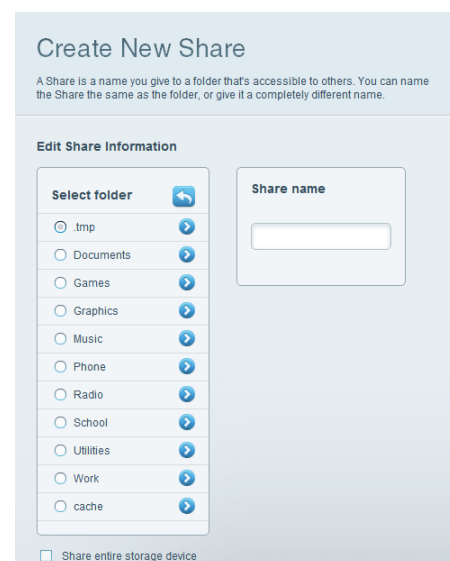 Create New Share
A Share is a name you give to a folder that's accessible to others. You can name
the Share the same as the folder, or give it a completely different name.
Edit Share Information
Select folder
Share name
.tmp
Documents
Games
Graphics
Music
Phone
Radio
School
Utilities
Work
cache
Share entire storage device